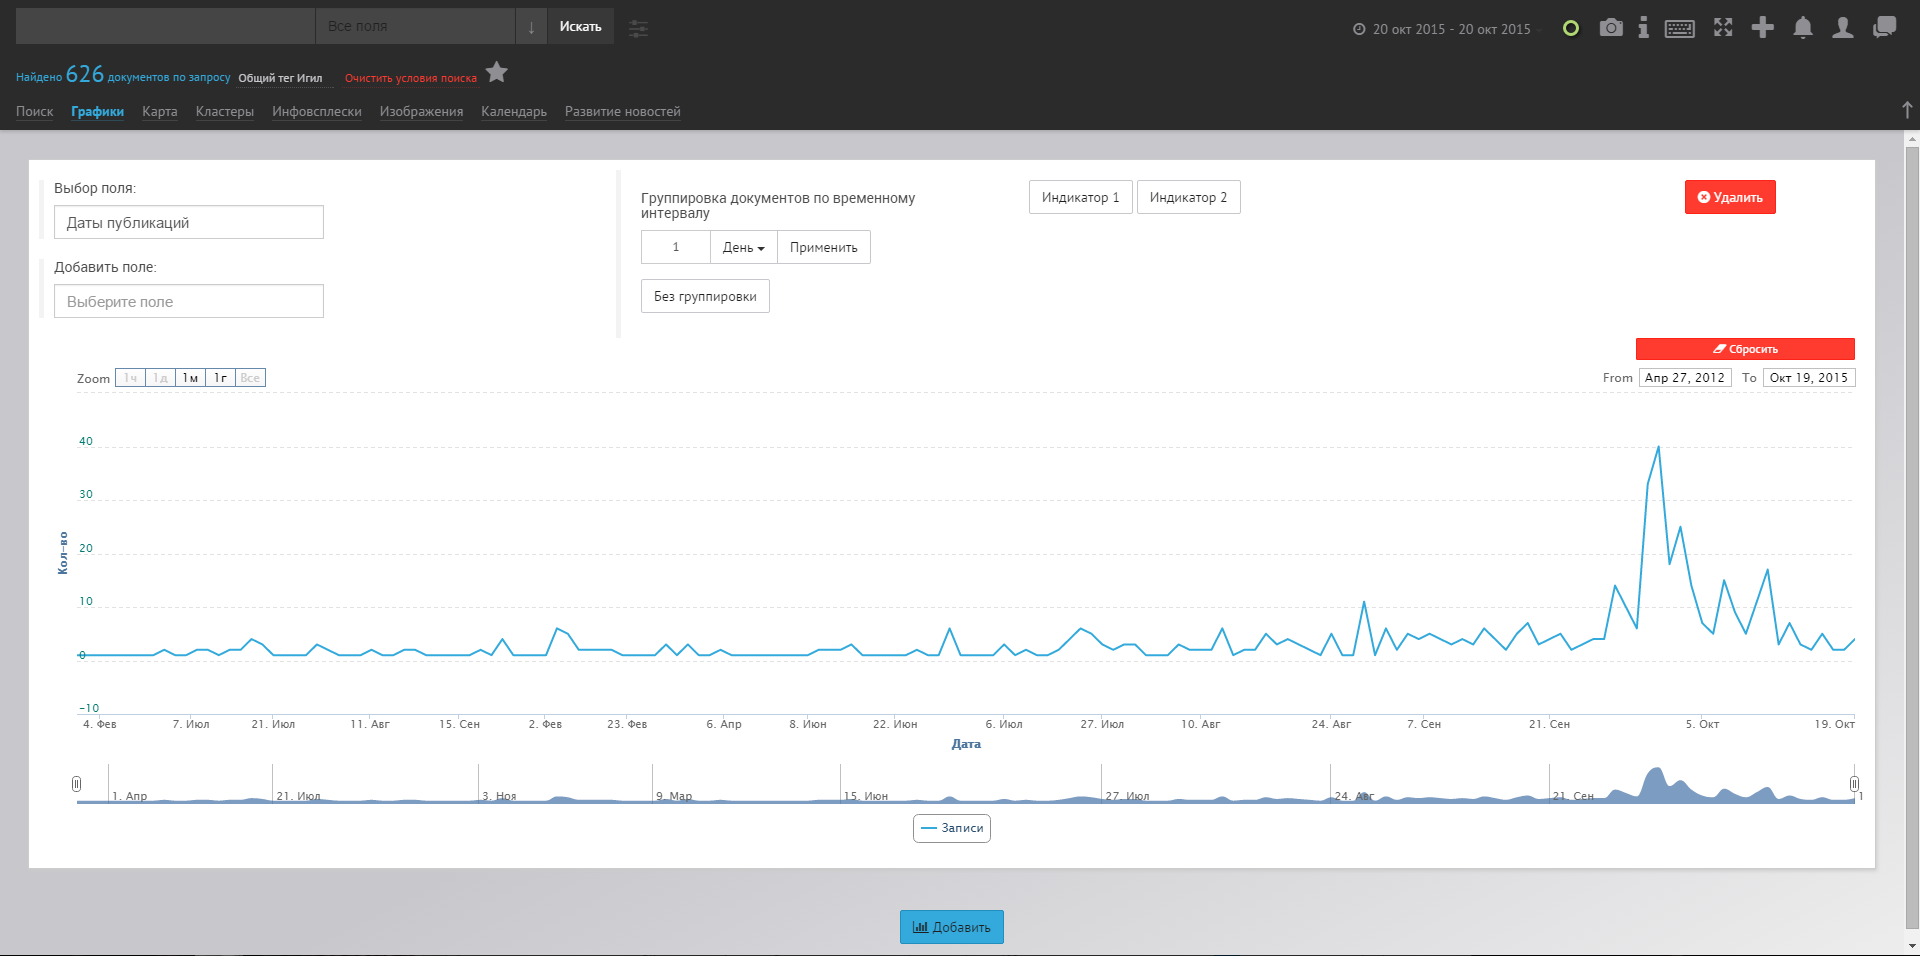 Все поля
↓
Искать
20 окт 2015 - 20 окт 2015
Найдено 626 документов по запросу Общий тег Игил Очистить условия поиска
Поиск Графики Карта Кластеры Инфовсплески Изображения Календарь Развитие новостей
Выбор поля:
Даты публикаций
Добавить поле:
Выберите поле
Группировка документов по временному
интервалу
1 День Применить
Без группировки
Индикатор 1 Индикатор 2
Удалить
Сбросить
Zoom 1ч 1д 1м 1г Все
From Апр 27, 2012 To Окт 19, 2015
40
30
20
10
0
-10
Кол-во
4. Фев 7. Июл 21. Июл 11. Авг 15. Сен 2. Фев 23. Фев 6. Апр 8. Июн 22. Июн 6. Июл 27. Июл 10. Авг 24. Авг 7. Сен 21. Сен 5. Окт 19. Окт
Дата
1. Апр 21. Июл 3. Ноя 9. Мар 15. Июн 27. Июл 24. Авг 21. Сен 1
Записи
Добавить